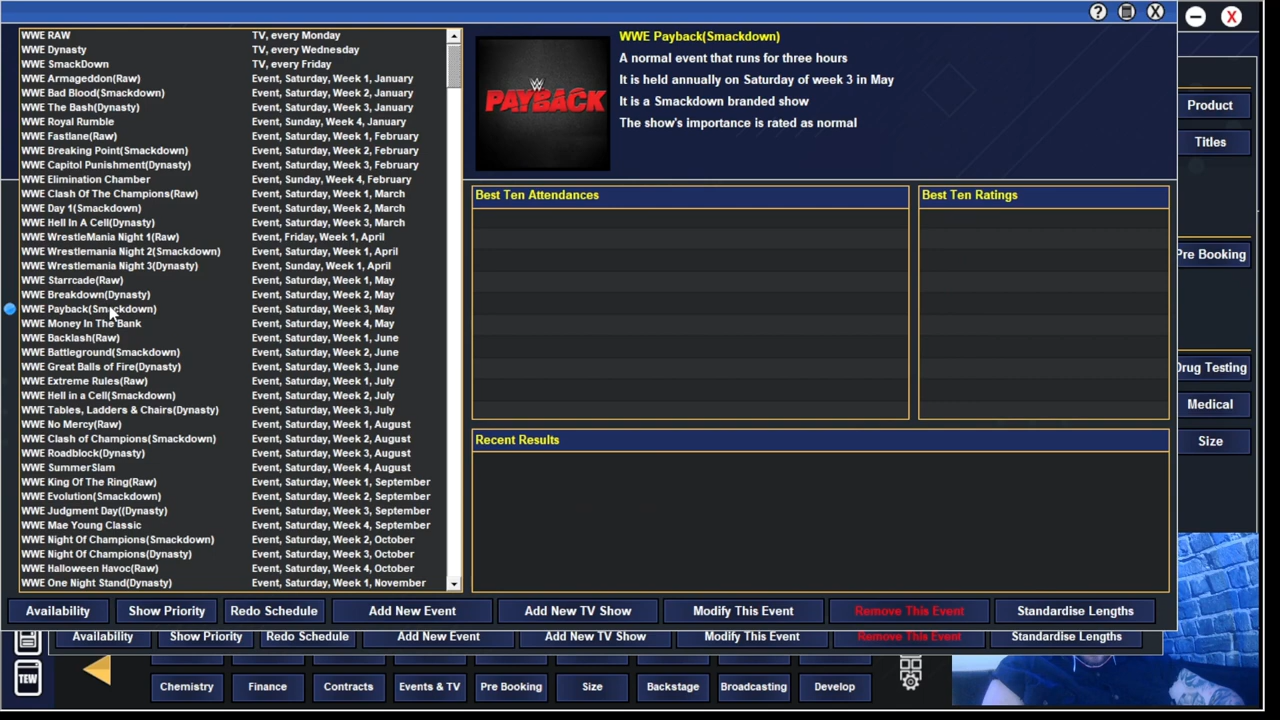 WWE RAW TV, every Monday
WWE Dynasty TV, every Wednesday
WWE SmackDown TV, every Friday
WWE Armageddon(Raw) Event, Saturday, Week 1, January
WWE Bad Blood(Smackdown) Event, Saturday, Week 2, January
WWE The Bash(Dynasty) Event, Saturday, Week 3, January
WWE Royal Rumble Event, Sunday, Week 4, January
WWE Fastlane(Raw) Event, Saturday, Week 1, February
WWE Breaking Point(Smackdown) Event, Saturday, Week 2, February
WWE Capitol Punishment(Dynasty) Event, Saturday, Week 3, February
WWE Elimination Chamber Event, Sunday, Week 4, February
WWE Clash Of The Champions(Raw) Event, Saturday, Week 1, March
WWE Day 1(Smackdown) Event, Saturday, Week 2, March
WWE Hell In A Cell(Dynasty) Event, Saturday, Week 3, March
WWE WrestleMania Night 1(Raw) Event, Friday, Week 1, April
WWE WrestleMania Night 2(Smackdown) Event, Saturday, Week 1, April
WWE Wrestlemania Night 3(Dynasty) Event, Sunday, Week 1, April
WWE Starrcade(Raw) Event, Saturday, Week 1, May
WWE Breakdown(Dynasty) Event, Saturday, Week 2, May
WWE Payback(Smackdown) Event, Saturday, Week 3, May
WWE Money In The Bank Event, Saturday, Week 4, May
WWE Backlash(Raw) Event, Saturday, Week 1, June
WWE Battleground(Smackdown) Event, Saturday, Week 2, June
WWE Great Balls of Fire(Dynasty) Event, Saturday, Week 3, June
WWE Extreme Rules(Raw) Event, Saturday, Week 1, July
WWE Hell in a Cell(Smackdown) Event, Saturday, Week 2, July
WWE Tables, Ladders & Chairs(Dynasty) Event, Saturday, Week 3, July
WWE No Mercy(Raw) Event, Saturday, Week 1, August
WWE Clash of Champions(Smackdown) Event, Saturday, Week 2, August
WWE Roadblock(Dynasty) Event, Saturday, Week 3, August
WWE SummerSlam Event, Saturday, Week 4, August
WWE King Of The Ring(Raw) Event, Saturday, Week 1, September
WWE Evolution(Smackdown) Event, Saturday, Week 2, September
WWE Judgment Day((Dynasty) Event, Saturday, Week 3, September
WWE Mae Young Classic Event, Saturday, Week 4, September
WWE Night Of Champions(Smackdown) Event, Saturday, Week 2, October
WWE Night Of Champions(Dynasty) Event, Saturday, Week 3, October
WWE Halloween Havoc(Raw) Event, Saturday, Week 4, October
WWE One Night Stand(Dynasty) Event, Saturday, Week 1, November
PAYBACK
WWE Payback(Smackdown)
A normal event that runs for three hours
It is held annually on Saturday of week 3 in May
It is a Smackdown branded show
The show's importance is rated as normal
Best Ten Attendances
Best Ten Ratings
Recent Results
? X
X
Product
Titles
Pre Booking
Drug Testing
Medical
Size
Availability Show Priority Redo Schedule Add New Event Add New TV Show Modify This Event Remove This Event Standardise Lengths
Availability Show Priority Redo Schedule Add New Event Add New TV Show Modify This Event Remove This Event Standardise Lengths
TEW
Chemistry Finance Contracts Events & TV Pre Booking Size Backstage Broadcasting Develop